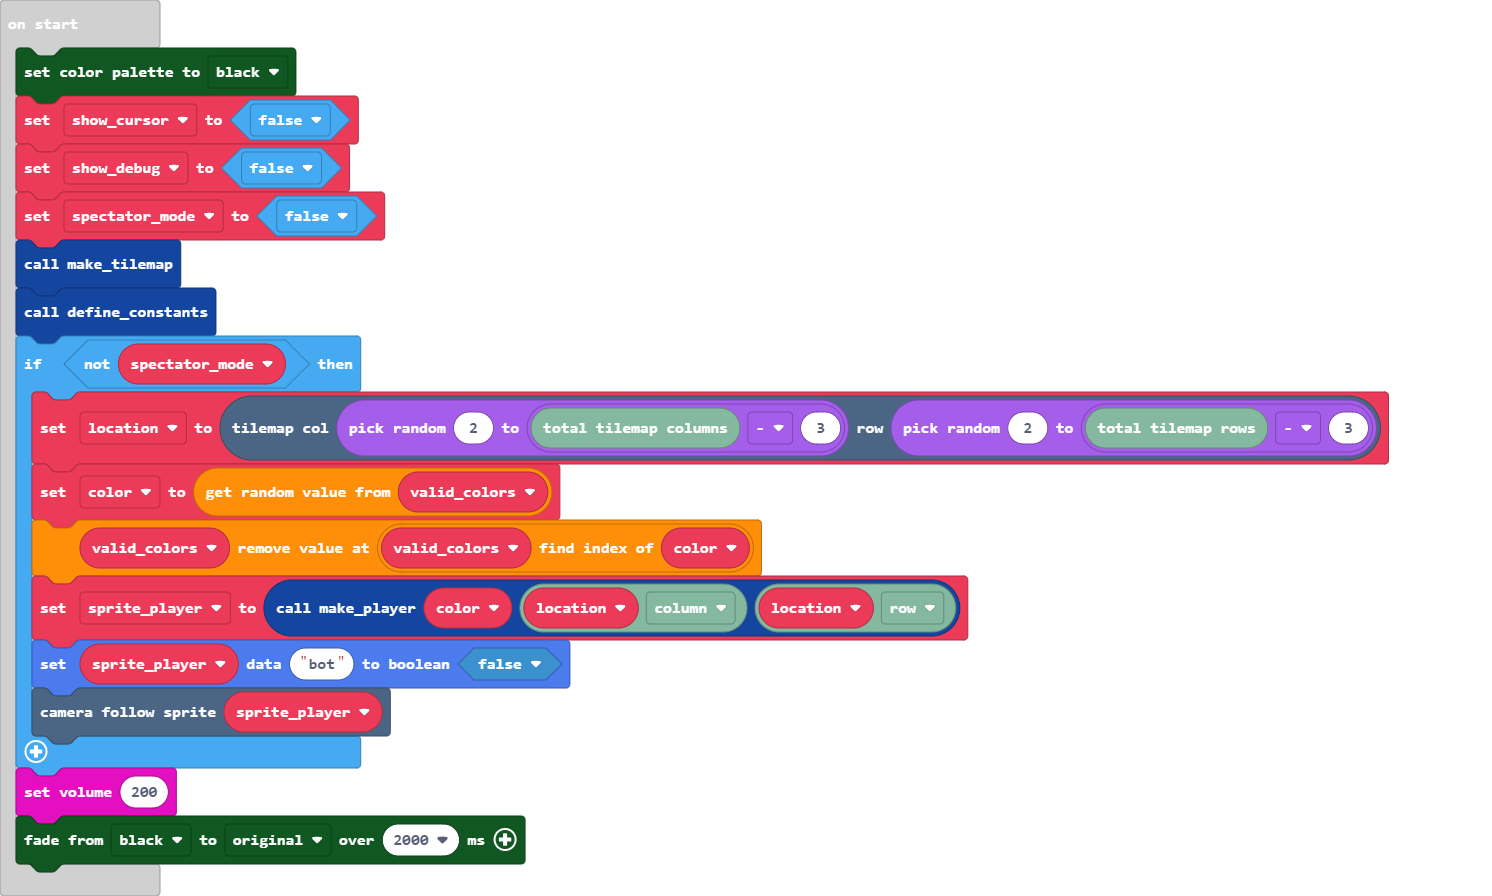 on start
set color palette to black
set show_cursor to false
set show_debug to false
set spectator_mode to false
call make_tilemap
call define_constants
if not spectator_mode then
set location to tilemap col pick random 2 to total tilemap columns - 3 row pick random 2 to total tilemap rows - 3
set color to get random value from valid_colors
valid_colors remove value at valid_colors find index of color
set sprite_player to call make_player color location column location row
set sprite_player data "bot" to boolean false
camera follow sprite sprite_player
set volume 200
fade from black to original over 2000 ms